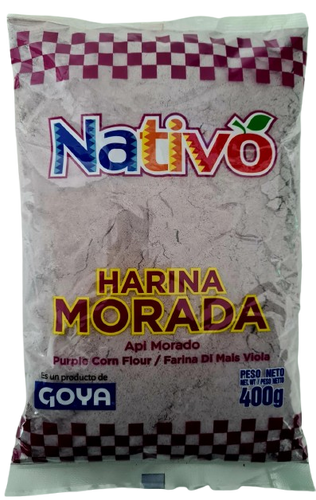 Nativo
HARINA
MORADA
Api Morado
Purple Corn Flour / Farina Di Mais Viola
Es un producto de
GOYA
PESO NETO
NET WT / PESO NETTO
400g